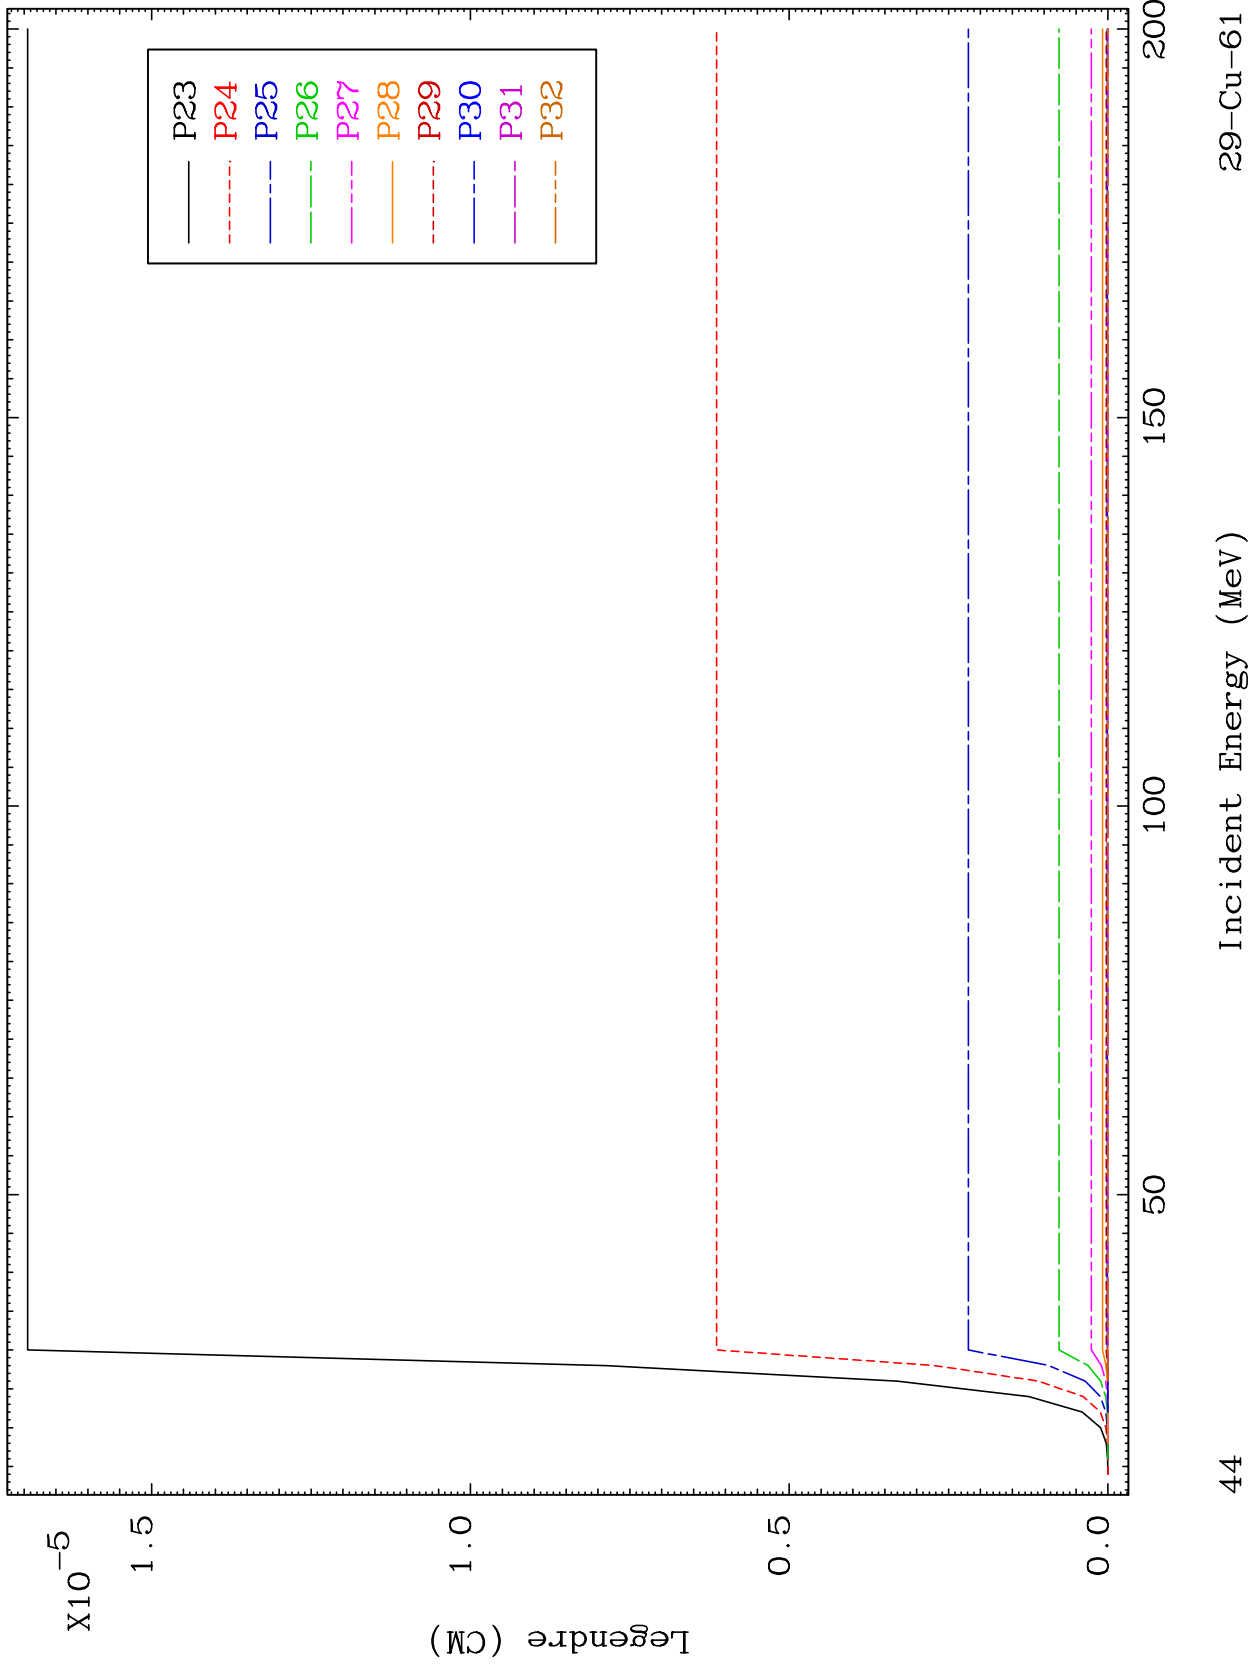 X10-5
1.5
1.0
0.5
0.0
Legendre (CM)
P23
P24
P25
P26
P27
P28
P29
P30
P31
P32
50
100
150
200
Incident Energy (MeV)
44
29-Cu-61